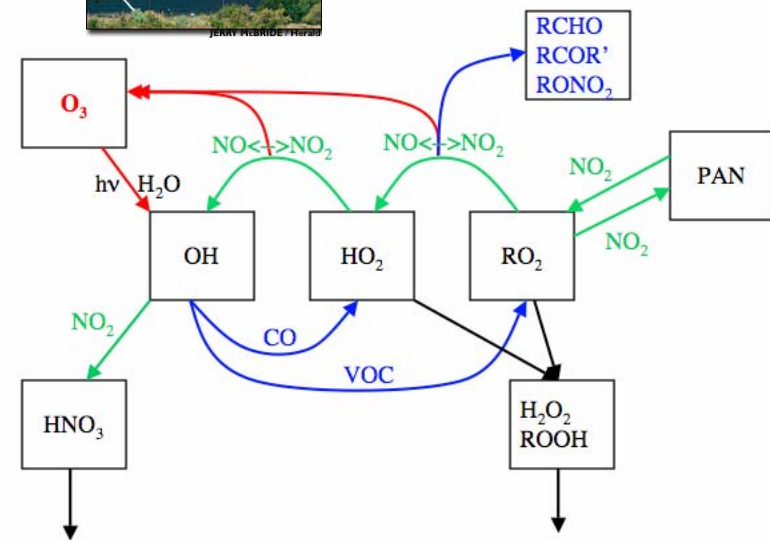 JERRY McBRIDE / Herald
RCHO
RCOR’
RONO₂
O₃
NO<-->NO₂
NO<-->NO₂
hν H₂O
NO₂
PAN
NO₂
OH
HO₂
RO₂
NO₂
CO
VOC
HNO₃
H₂O₂
ROOH